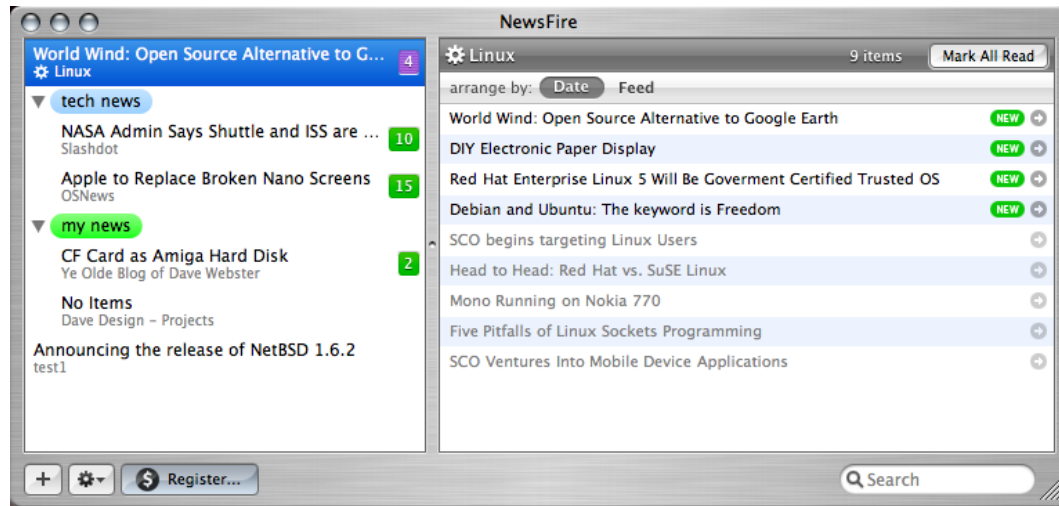 NewsFire
World Wind: Open Source Alternative to G... 4
Linux
tech news
NASA Admin Says Shuttle and ISS are ... 10
Slashdot
Apple to Replace Broken Nano Screens 15
OSNews
my news
CF Card as Amiga Hard Disk 2
Ye Olde Blog of Dave Webster
No Items
Dave Design – Projects
Announcing the release of NetBSD 1.6.2
test1
Linux 9 items Mark All Read
arrange by: Date Feed
World Wind: Open Source Alternative to Google Earth NEW
DIY Electronic Paper Display NEW
Red Hat Enterprise Linux 5 Will Be Goverment Certified Trusted OS NEW
Debian and Ubuntu: The keyword is Freedom NEW
SCO begins targeting Linux Users
Head to Head: Red Hat vs. SuSE Linux
Mono Running on Nokia 770
Five Pitfalls of Linux Sockets Programming
SCO Ventures Into Mobile Device Applications
+ $ Register... Search